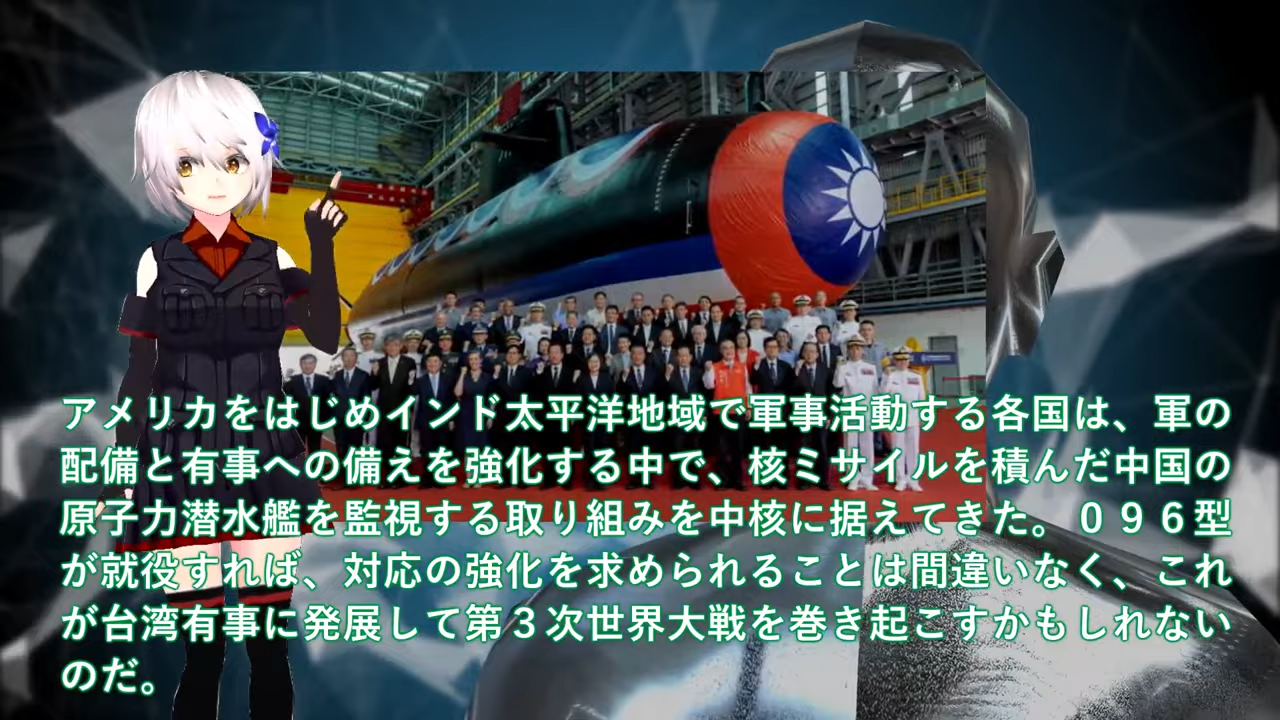 アメリカをはじめインド太平洋地域で軍事活動する各国は、軍の
配備と有事への備えを強化する中で、核ミサイルを積んだ中国の
原子力潜水艦を監視する取り組みを中核に据えてきた。０９６型
が就役すれば、対応の強化を求められることは間違いなく、これ
が台湾有事に発展して第３次世界大戦を巻き起こすかもしれない
のだ。